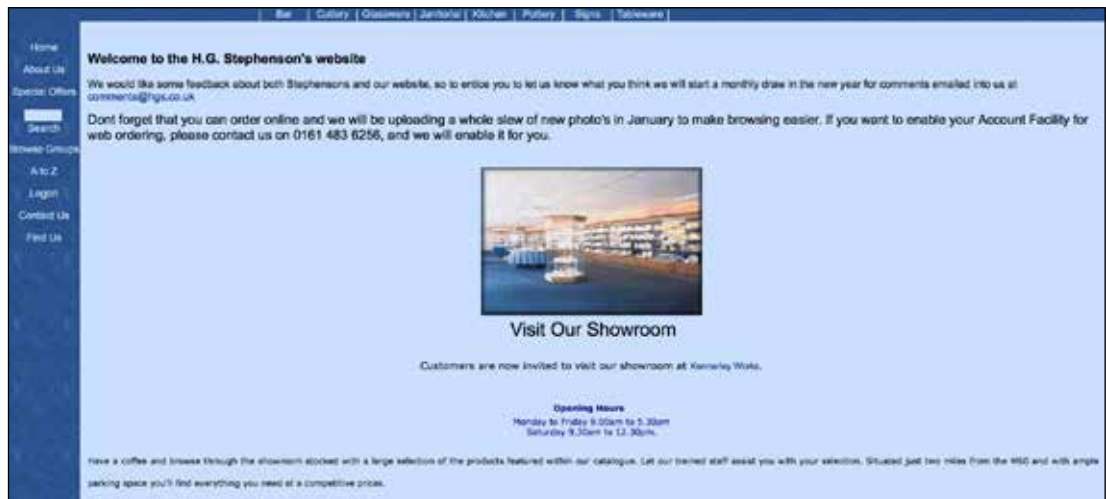 | Bar | Cutlery | Glassware | Janitorial | Kitchen | Pottery | Signs | Tableware |
Home
About Us
Special Offers
Search
Browse Groups
A to Z
Logon
Contact Us
Find Us
Welcome to the H.G. Stephenson's website
We would like some feedback about both Stephensons and our website, so to entice you to let us know what you think we will start a monthly draw in the new year for comments emailed into us at
comments@hgs.co.uk
Dont forget that you can order online and we will be uploading a whole slew of new photo's in January to make browsing easier. If you want to enable your Account Facility for
web ordering, please contact us on 0161 483 6256, and we will enable it for you.
Visit Our Showroom
Customers are now invited to visit our showroom at Kennerley Works.
Opening Hours
Monday to Friday 9.00am to 5.30pm
Saturday 9.30am to 12.30pm.
Have a coffee and browse through the showroom stocked with a large selection of the products featured within our catalogue. Let our trained staff assist you with your selection. Situated just two miles from the M60 and with ample
parking space you'll find everything you need at a competitive prices.